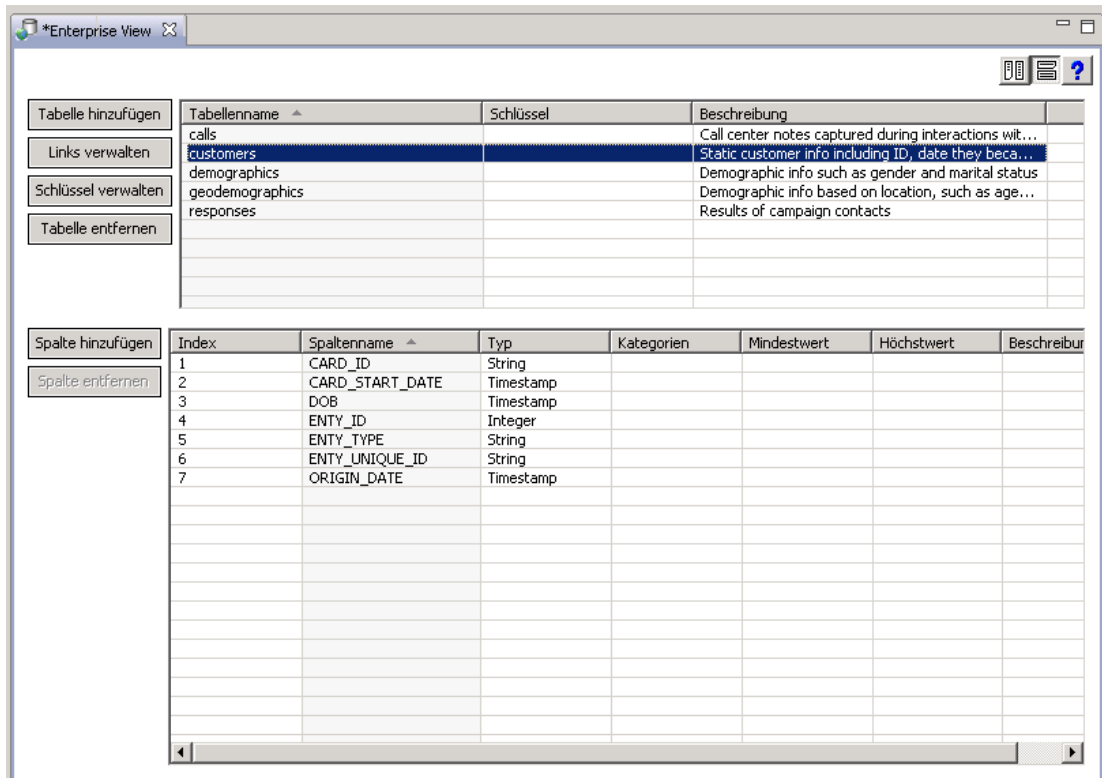 *Enterprise View
?
Tabelle hinzufügen
Links verwalten
Schlüssel verwalten
Tabelle entfernen
Tabellenname Schlüssel Beschreibung
calls Call center notes captured during interactions wit...
customers Static customer info including ID, date they beca...
demographics Demographic info such as gender and marital status
geodemographics Demographic info based on location, such as age...
responses Results of campaign contacts
Spalte hinzufügen
Spalte entfernen
Index Spaltenname Typ Kategorien Mindestwert Höchstwert Beschreibur
1 CARD_ID String
2 CARD_START_DATE Timestamp
3 DOB Timestamp
4 ENTY_ID Integer
5 ENTY_TYPE String
6 ENTY_UNIQUE_ID String
7 ORIGIN_DATE Timestamp